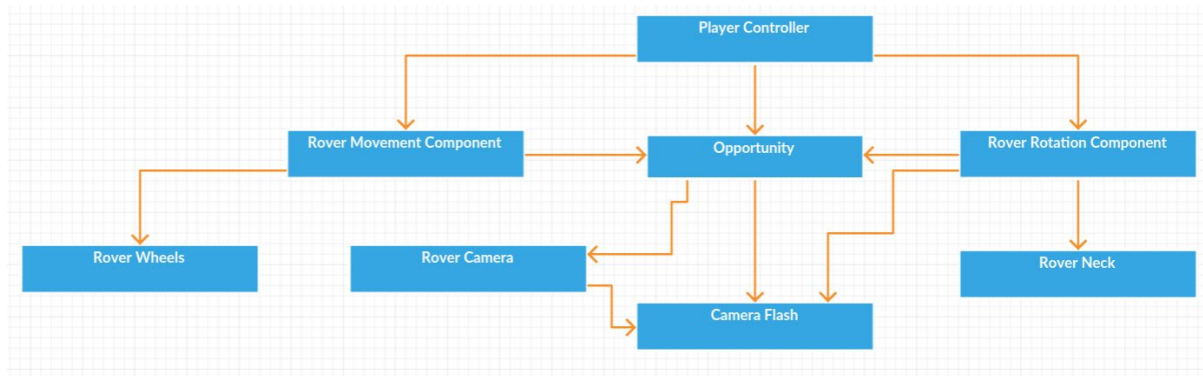 Player Controller
Rover Movement Component
Opportunity
Rover Rotation Component
Rover Wheels
Rover Camera
Rover Neck
Camera Flash